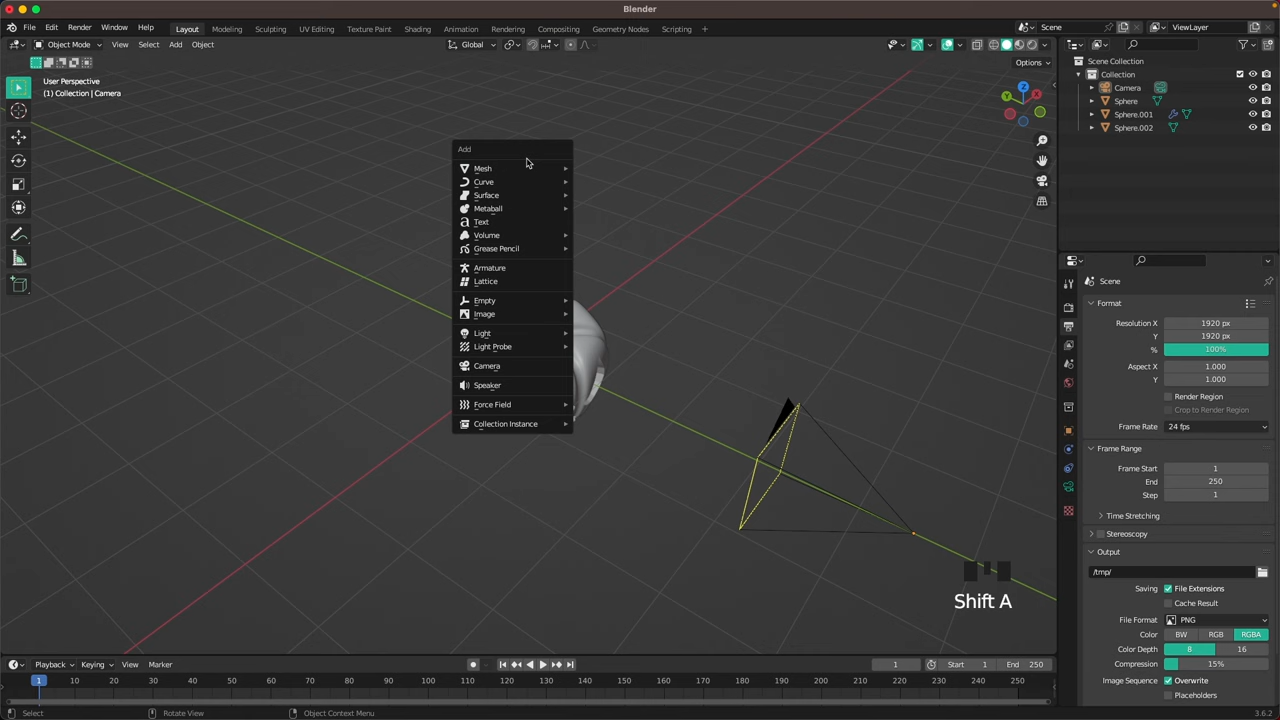 Blender
File Edit Render Window Help Layout Modeling Sculpting UV Editing Texture Paint Shading Animation Rendering Compositing Geometry Nodes Scripting + Scene ViewLayer
Object Mode View Select Add Object Global
Options
User Perspective
(1) Collection | Camera
Z
Y
X
Scene Collection
Collection
Camera
Sphere
Sphere.001
Sphere.002
Add
Mesh
Curve
Surface
Metaball
Text
Volume
Grease Pencil
Armature
Lattice
Empty
Image
Light
Light Probe
Camera
Speaker
Force Field
Collection Instance
Shift A
Scene
Format
Resolution X 1920 px
Y 1920 px
% 100%
Aspect X 1.000
Y 1.000
Render Region
Crop to Render Region
Frame Rate 24 fps
Frame Range
Frame Start 1
End 250
Step 1
Time Stretching
Stereoscopy
Output
/tmp/
Saving File Extensions
Cache Result
File Format PNG
Color BW RGB RGBA
Color Depth 8 16
Compression 15%
Image Sequence Overwrite
Placeholders
Playback Keying View Marker 1 Start 1 End 250
1 10 20 30 40 50 60 70 80 90 100 110 120 130 140 150 160 170 180 190 200 210 220 230 240 250
Select Rotate View Object Context Menu 3.6.2